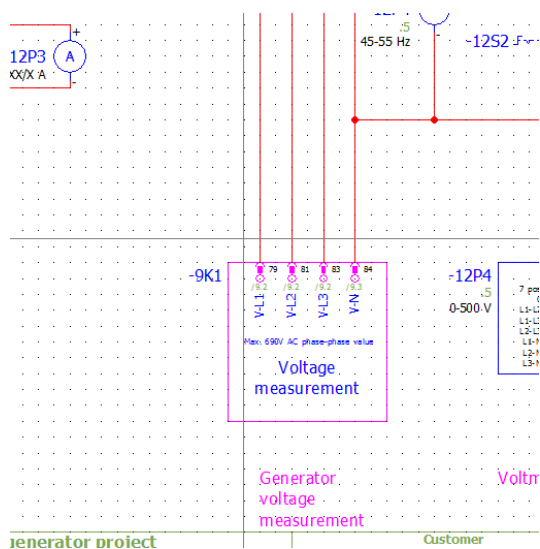 .5
45-55 Hz
-12S2
12P3
A
XX/X A
+
-
-
-9K1
79
81
83
84
/9.2
/9.2
/9.2
/9.3
V-L1
V-L2
V-L3
V-N
Max. 690V AC phase-phase value
Voltage
measurement
-12P4
.5
0-500 V
7 pos
L1-L2
L1-L3
L2-L3
L1-N
L2-N
L3-N
Generator
voltage
measurement
Voltm
generator project
Customer